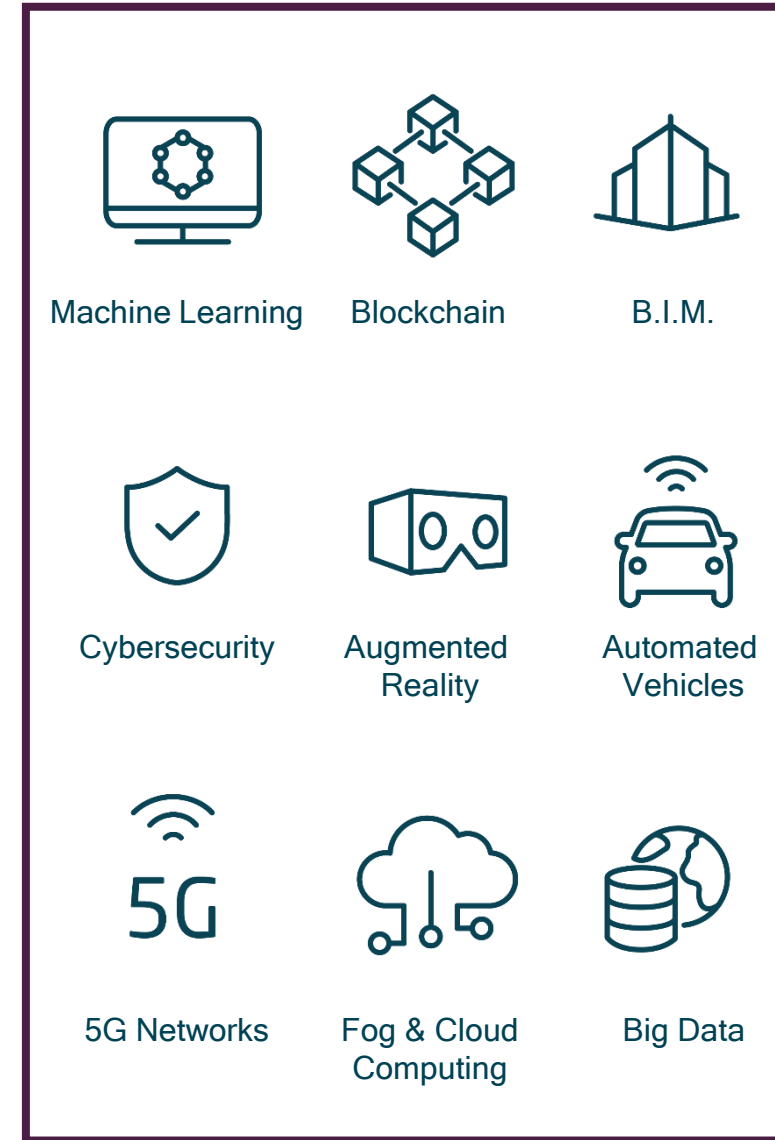 Machine Learning
Blockchain
B.I.M.
Cybersecurity
Augmented
Reality
Automated
Vehicles
5G
5G Networks
Fog & Cloud
Computing
Big Data